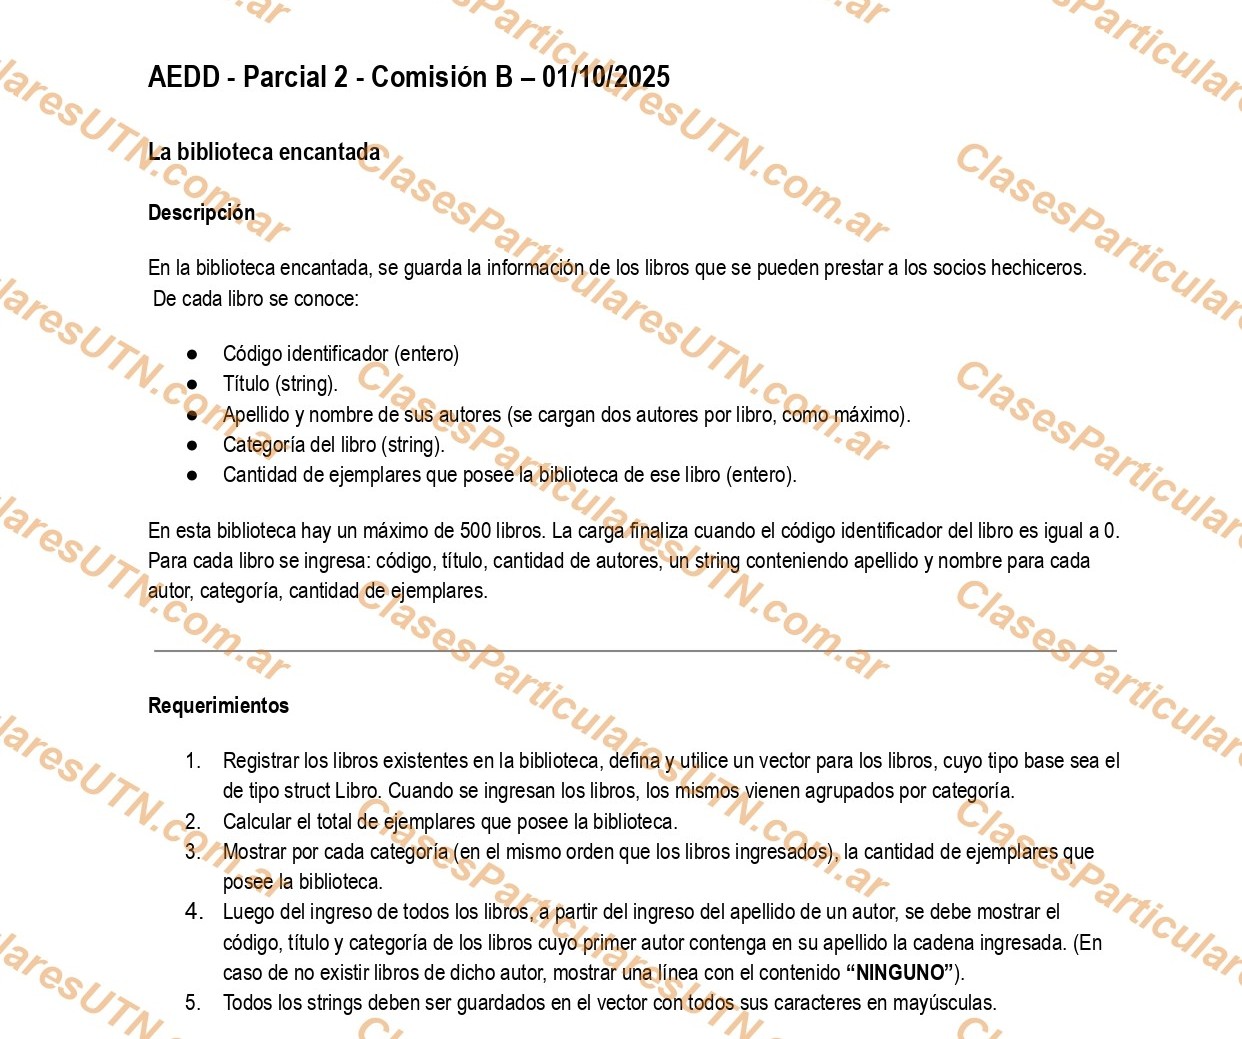 AEDD - Parcial 2 - Comisión B – 01/10/2025
La biblioteca encantada
Descripción
En la biblioteca encantada, se guarda la información de los libros que se pueden prestar a los socios hechiceros.
De cada libro se conoce:
● Código identificador (entero)
● Título (string).
● Apellido y nombre de sus autores (se cargan dos autores por libro, como máximo).
● Categoría del libro (string).
● Cantidad de ejemplares que posee la biblioteca de ese libro (entero).
En esta biblioteca hay un máximo de 500 libros. La carga finaliza cuando el código identificador del libro es igual a 0.
Para cada libro se ingresa: código, título, cantidad de autores, un string conteniendo apellido y nombre para cada
autor, categoría, cantidad de ejemplares.
Requerimientos
1. Registrar los libros existentes en la biblioteca, defina y utilice un vector para los libros, cuyo tipo base sea el
de tipo struct Libro. Cuando se ingresan los libros, los mismos vienen agrupados por categoría.
2. Calcular el total de ejemplares que posee la biblioteca.
3. Mostrar por cada categoría (en el mismo orden que los libros ingresados), la cantidad de ejemplares que
posee la biblioteca.
4. Luego del ingreso de todos los libros, a partir del ingreso del apellido de un autor, se debe mostrar el
código, título y categoría de los libros cuyo primer autor contenga en su apellido la cadena ingresada. (En
caso de no existir libros de dicho autor, mostrar una línea con el contenido “NINGUNO”).
5. Todos los strings deben ser guardados en el vector con todos sus caracteres en mayúsculas.
ClasesParticularesUTN.com.ar